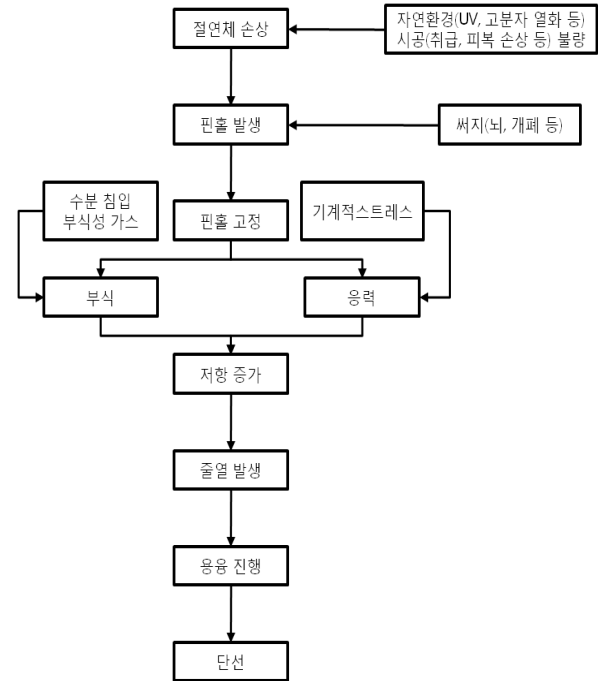 절연체 손상
자연환경(UV, 고분자 열화 등)
시공(취급, 피복 손상 등) 불량
핀홀 발생
써지(뇌, 개폐 등)
수분 침입
부식성 가스
핀홀 고정
기계적스트레스
부식
응력
저항 증가
줄열 발생
용융 진행
단선